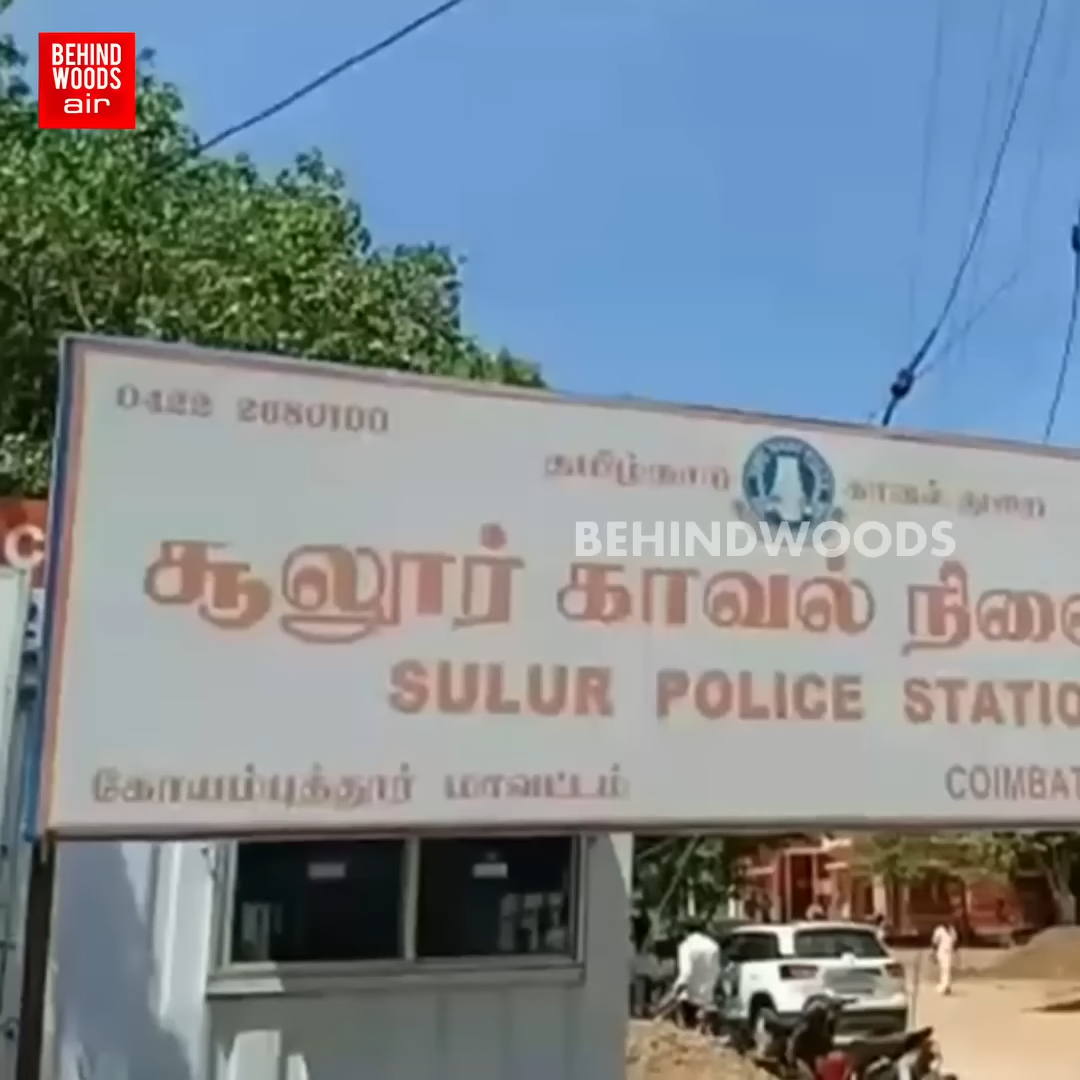 BEHIND
WOODS
air
0422 2680100
தமிழ்நாடு காவல் துறை
BEHINDWOODS
சூலூர் காவல் நிலை
SULUR POLICE STATIO
கோயம்புத்தூர் மாவட்டம் COIMBAT